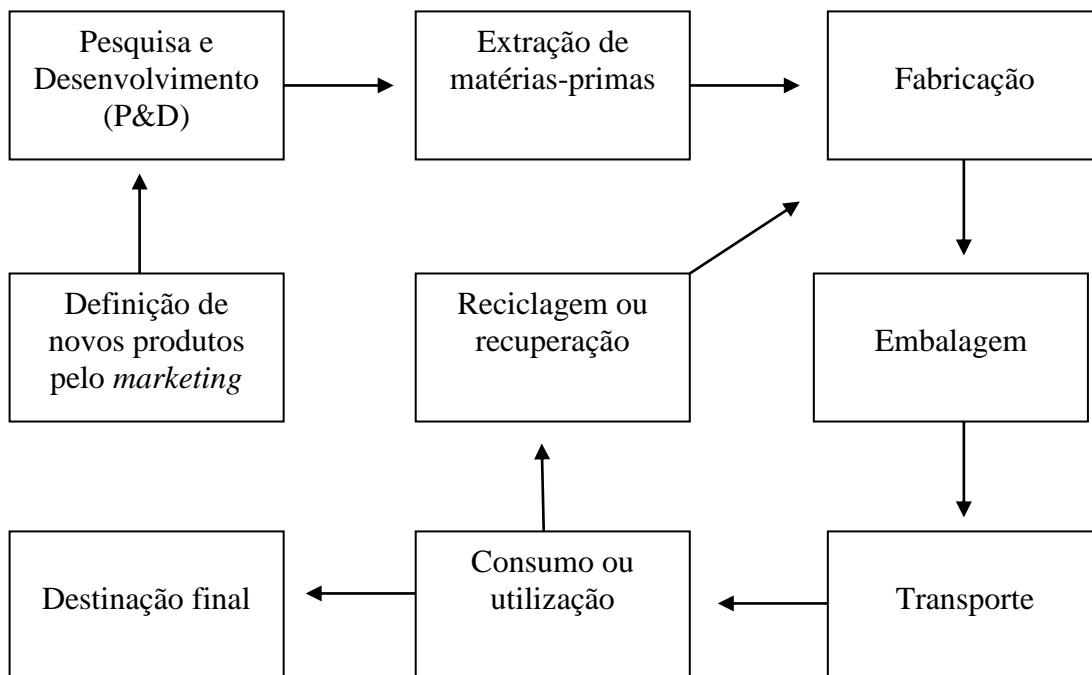 Pesquisa e
Desenvolvimento
(P&D)
Extração de
matérias-primas
Fabricação
Definição de
novos produtos
pelo marketing
Reciclagem ou
recuperação
Embalagem
Destinação final
Consumo ou
utilização
Transporte